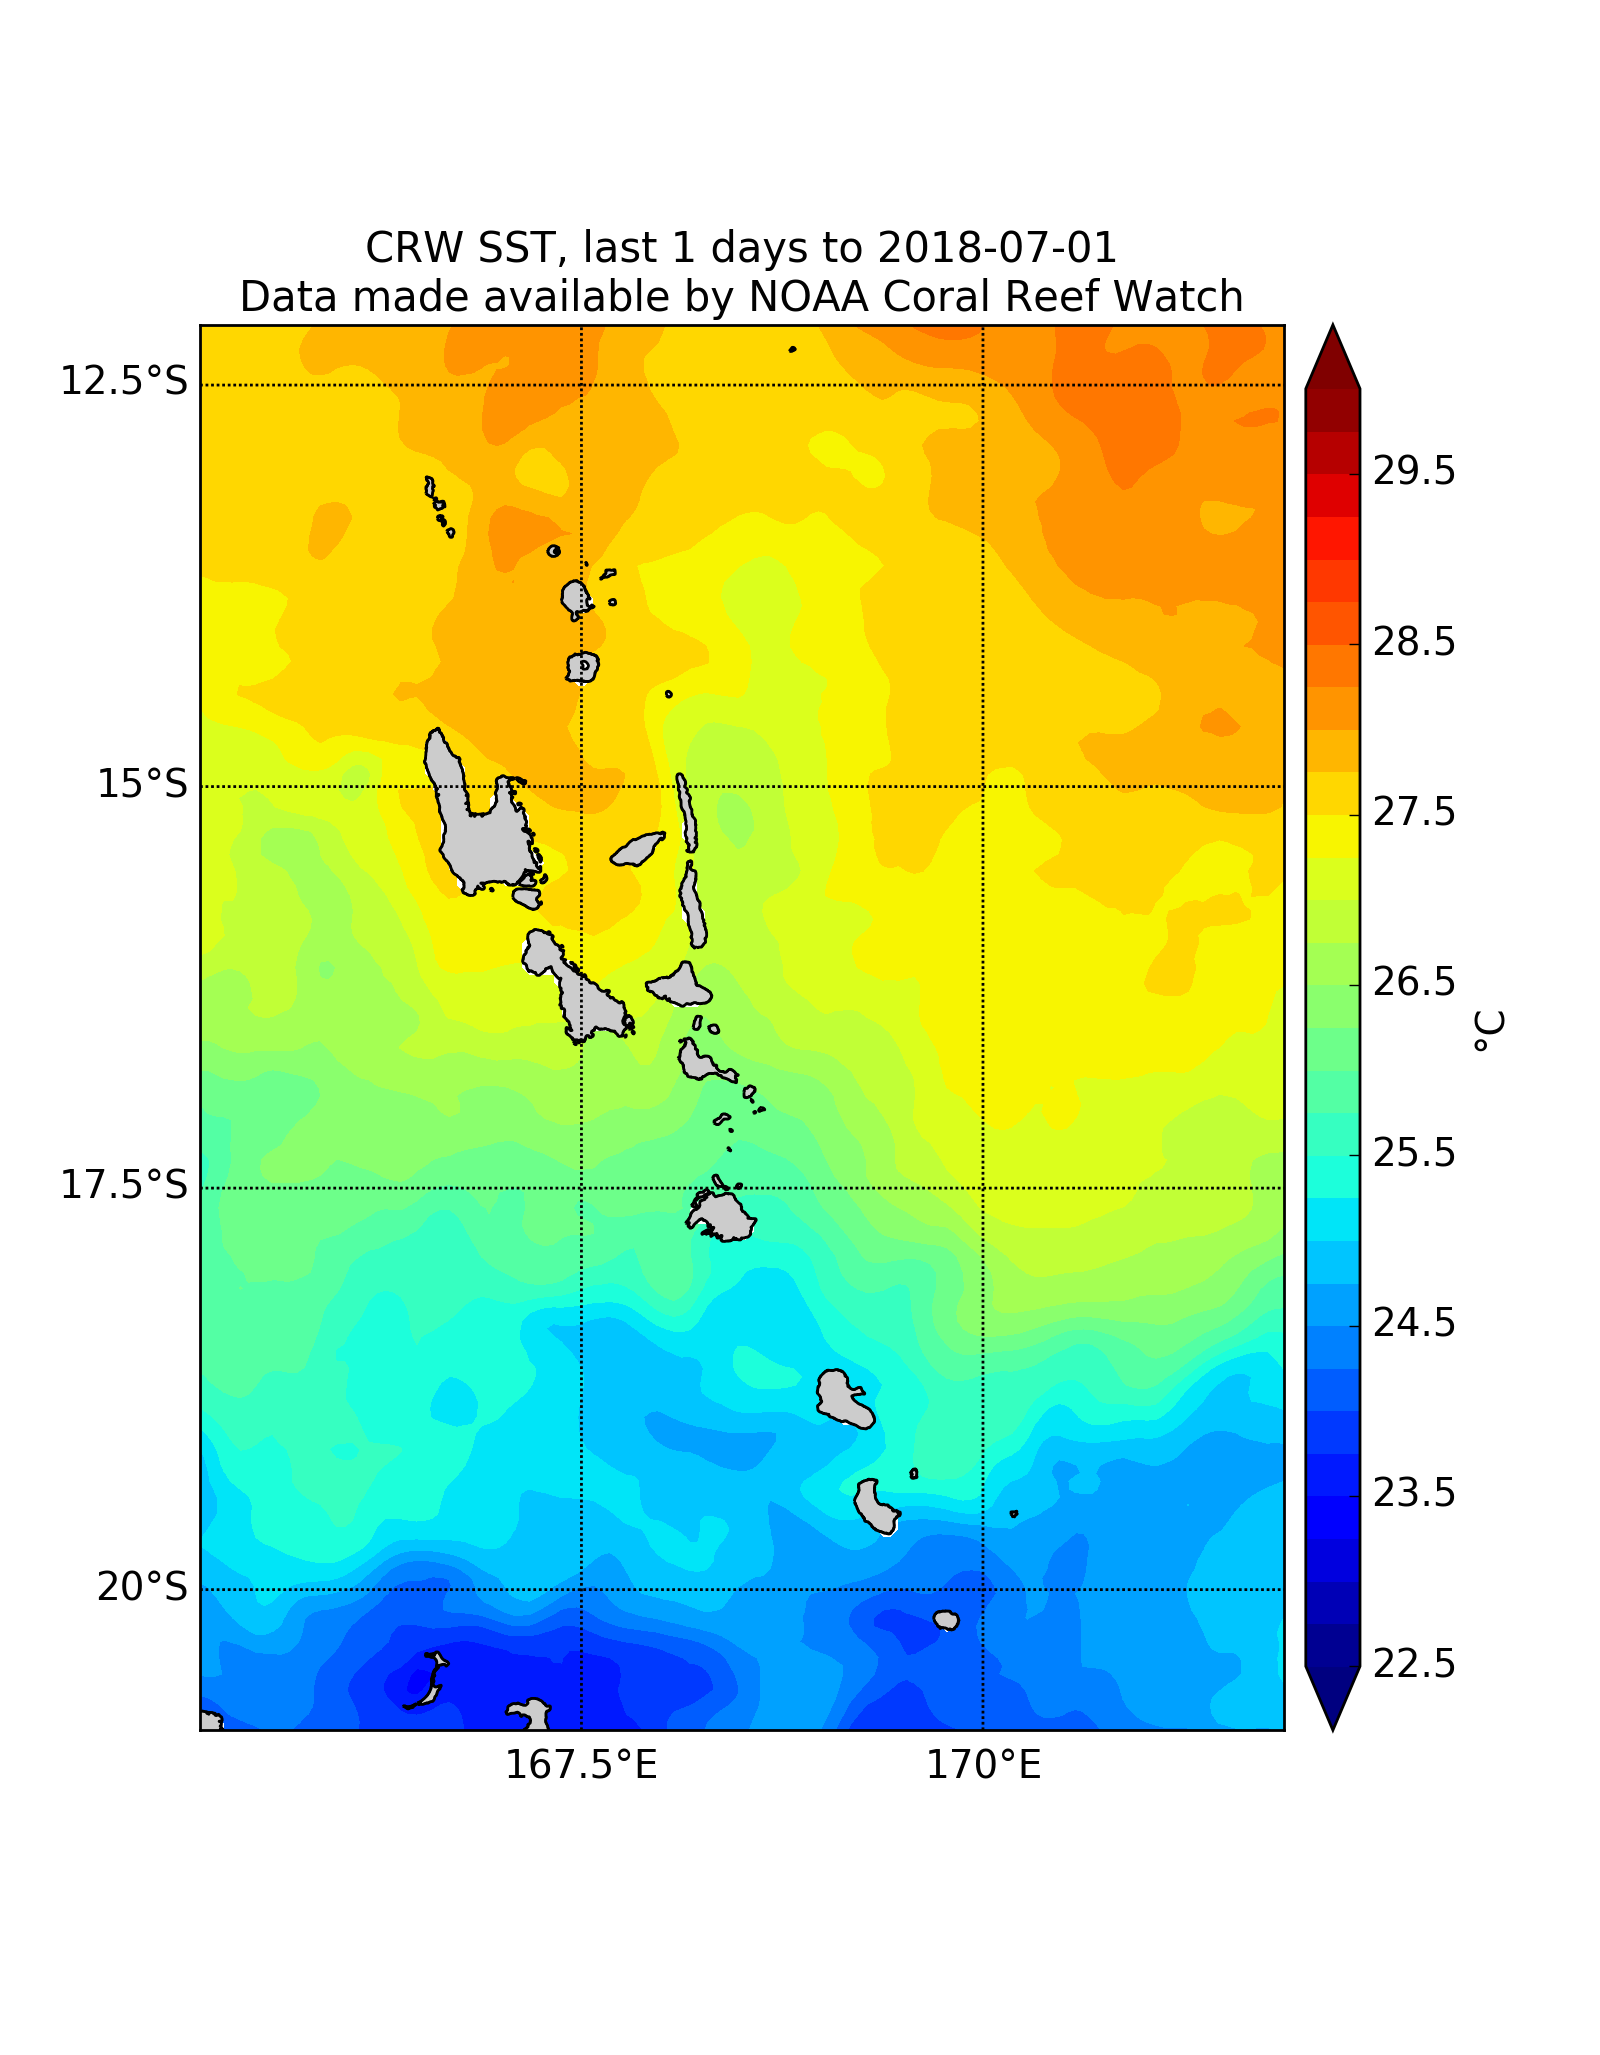 CRW SST, last 1 days to 2018-07-01
Data made available by NOAA Coral Reef Watch
12.5°S
15°S
17.5°S
20°S
167.5°E
170°E
29.5
28.5
27.5
26.5
25.5
24.5
23.5
22.5
°C